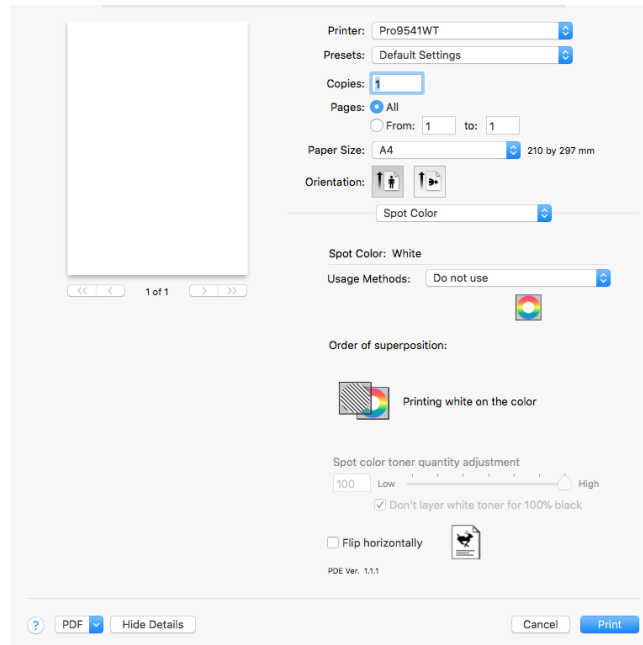 Printer: Pro9541WT
Presets: Default Settings
Copies: 1
Pages: All
From: 1 to: 1
Paper Size: A4 210 by 297 mm
Orientation:
Spot Color
Spot Color: White
Usage Methods: Do not use
1 of 1
Order of superposition:
Printing white on the color
Spot color toner quantity adjustment
100 Low High
Don't layer white toner for 100% black
Flip horizontally
PDE Ver. 1.1.1
? PDF Hide Details Cancel Print